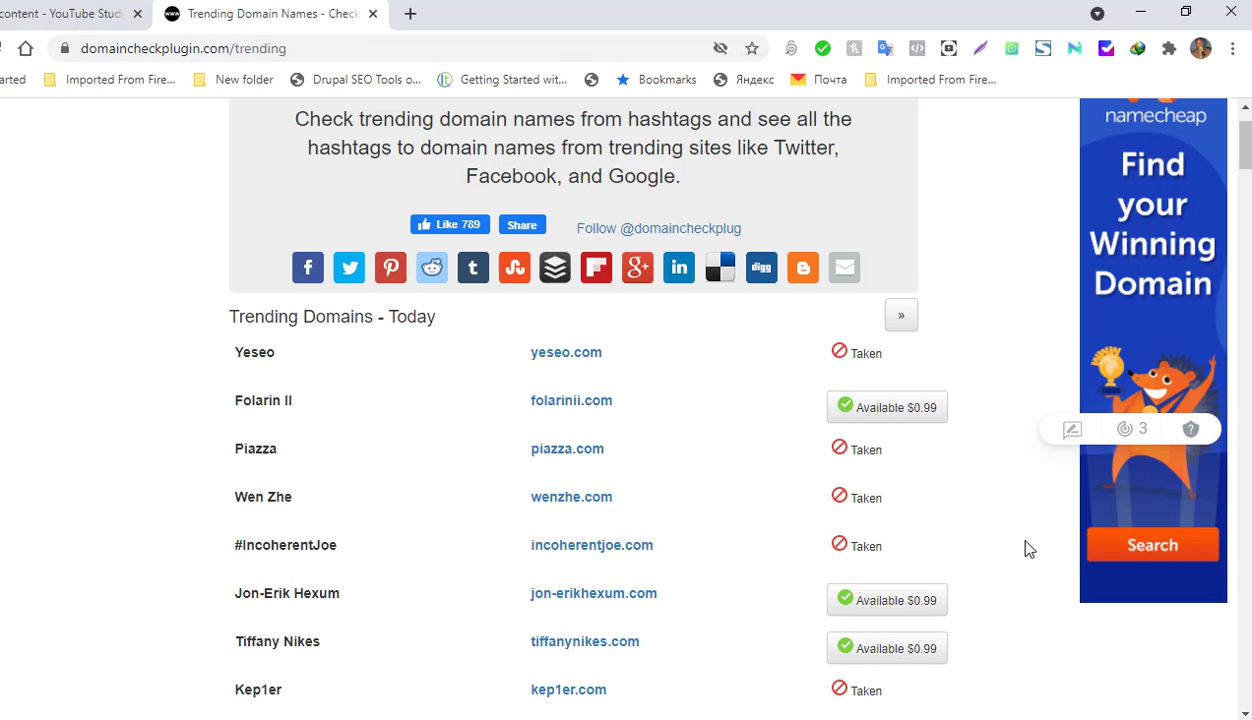 content - YouTube Studi
Trending Domain Names - Check
domaincheckplugin.com/trending
arted
Imported From Fire...
New folder
Drupal SEO Tools o...
Getting Started wit...
Bookmarks
Яндекс
Почта
Imported From Fire...
Check trending domain names from hashtags and see all the
hashtags to domain names from trending sites like Twitter,
Facebook, and Google.
Like 789
Share
Follow @domaincheckplug
Trending Domains - Today
»
Yeseo yeseo.com Taken
Folarin II folarinii.com Available $0.99
Piazza piazza.com Taken
Wen Zhe wenzhe.com Taken
#IncoherentJoe incoherentjoe.com Taken
Jon-Erik Hexum jon-erikhexum.com Available $0.99
Tiffany Nikes tiffanynikes.com Available $0.99
Kep1er kep1er.com Taken
namecheap
Find
your
Winning
Domain
3
Search